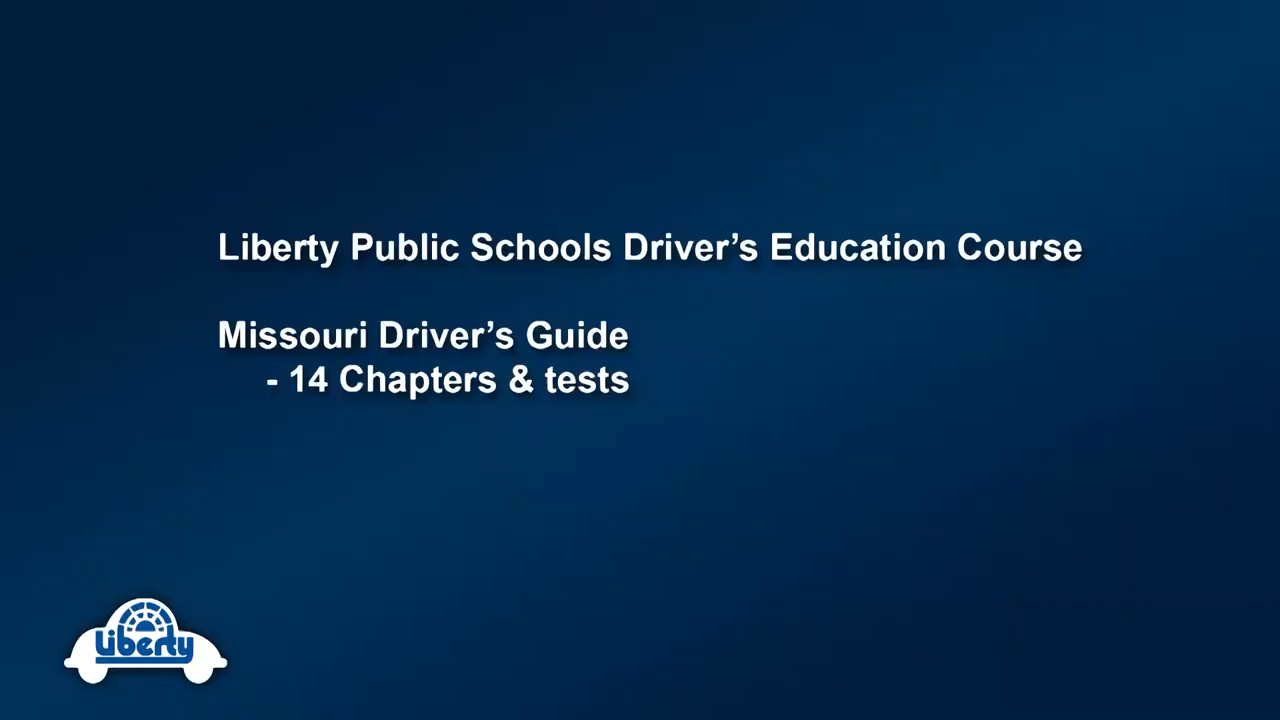 Liberty Public Schools Driver's Education Course
Missouri Driver's Guide
- 14 Chapters & tests
Liberty